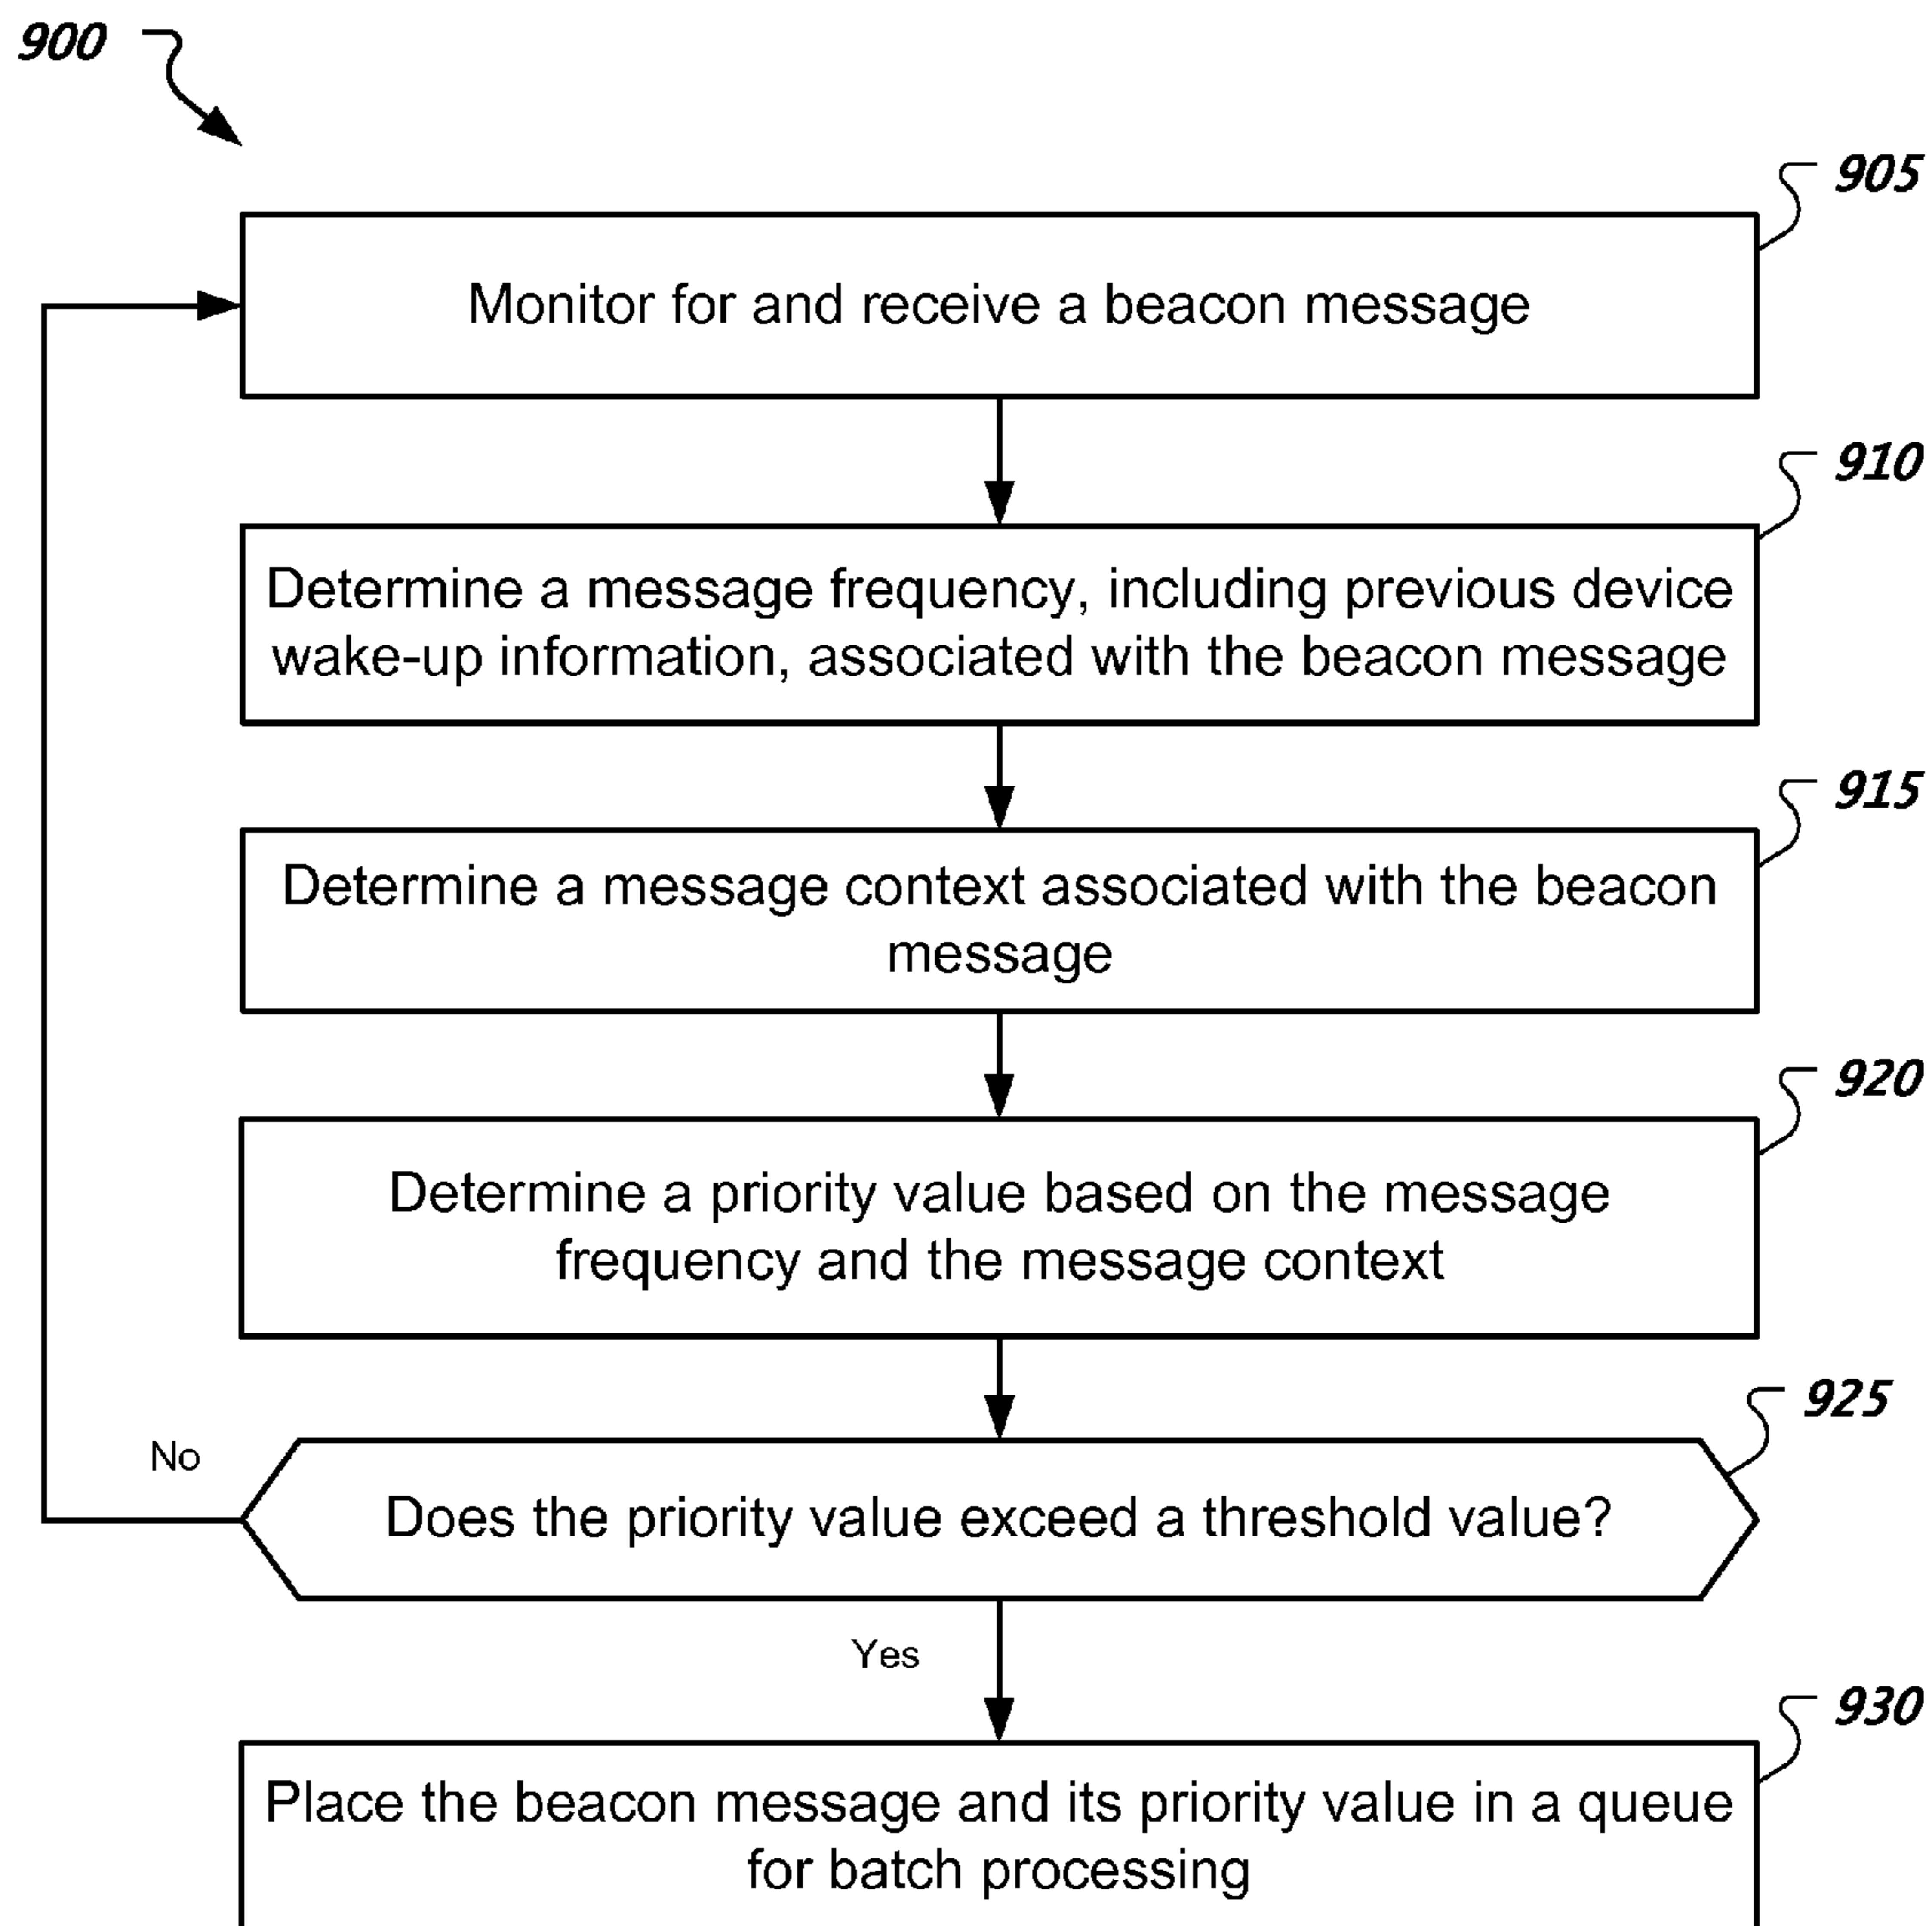 900
905
Monitor for and receive a beacon message
910
Determine a message frequency, including previous device
wake-up information, associated with the beacon message
915
Determine a message context associated with the beacon
message
920
Determine a priority value based on the message
frequency and the message context
925
No
Does the priority value exceed a threshold value?
Yes
930
Place the beacon message and its priority value in a queue
for batch processing